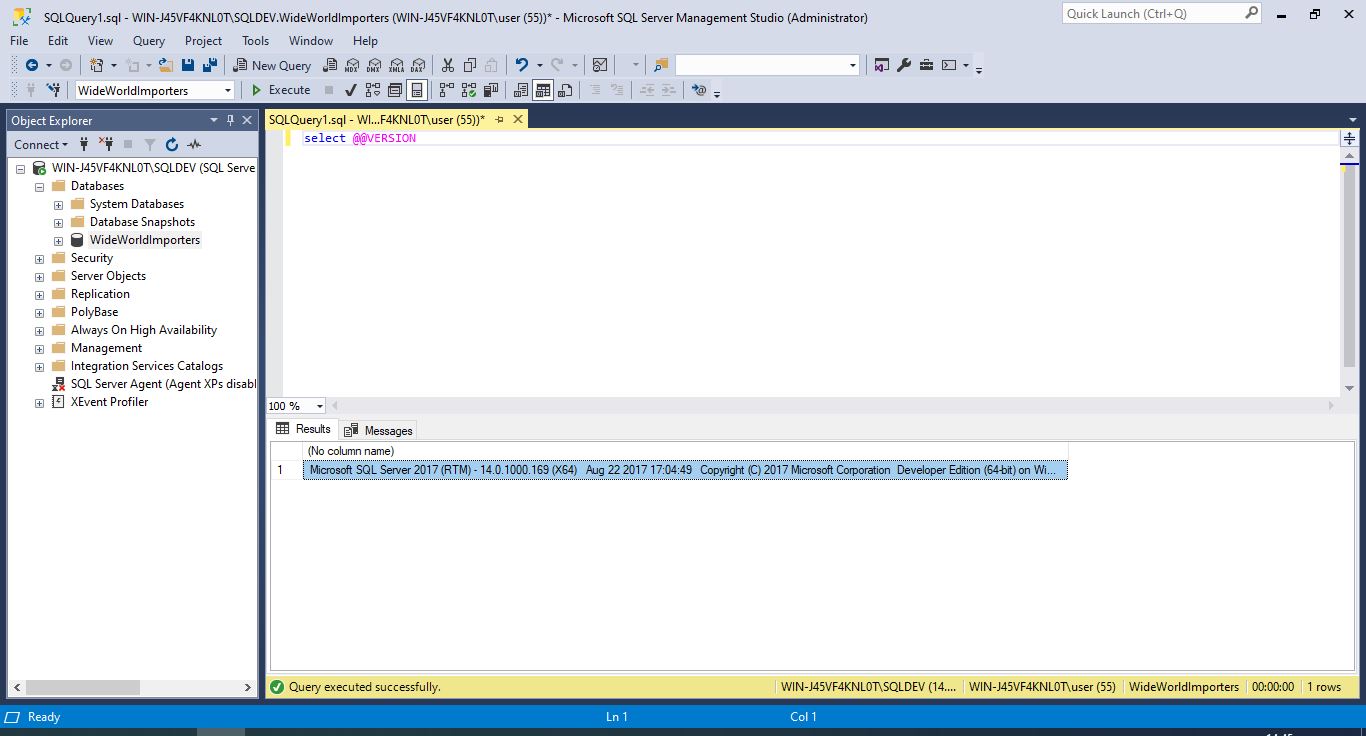 SQLQuery1.sql - WIN-J45VF4KNL0T\SQLDEV.WideWorldImporters (WIN-J45VF4KNL0T\user (55))* - Microsoft SQL Server Management Studio (Administrator)
Quick Launch (Ctrl+Q)
File Edit View Query Project Tools Window Help
New Query MDX DMX XMLA DAX
WideWorldImporters Execute
Object Explorer
SQLQuery1.sql - WI...F4KNL0T\user (55))*
Connect
select @@VERSION
WIN-J45VF4KNL0T\SQLDEV (SQL Serve
Databases
System Databases
Database Snapshots
WideWorldImporters
Security
Server Objects
Replication
PolyBase
Always On High Availability
Management
Integration Services Catalogs
SQL Server Agent (Agent XPs disabl
XEvent Profiler
100 %
Results Messages
(No column name)
1 Microsoft SQL Server 2017 (RTM) - 14.0.1000.169 (X64) Aug 22 2017 17:04:49 Copyright (C) 2017 Microsoft Corporation Developer Edition (64-bit) on Wi...
Query executed successfully. WIN-J45VF4KNL0T\SQLDEV (14.... WIN-J45VF4KNL0T\user (55) WideWorldImporters 00:00:00 1 rows
Ready Ln 1 Col 1